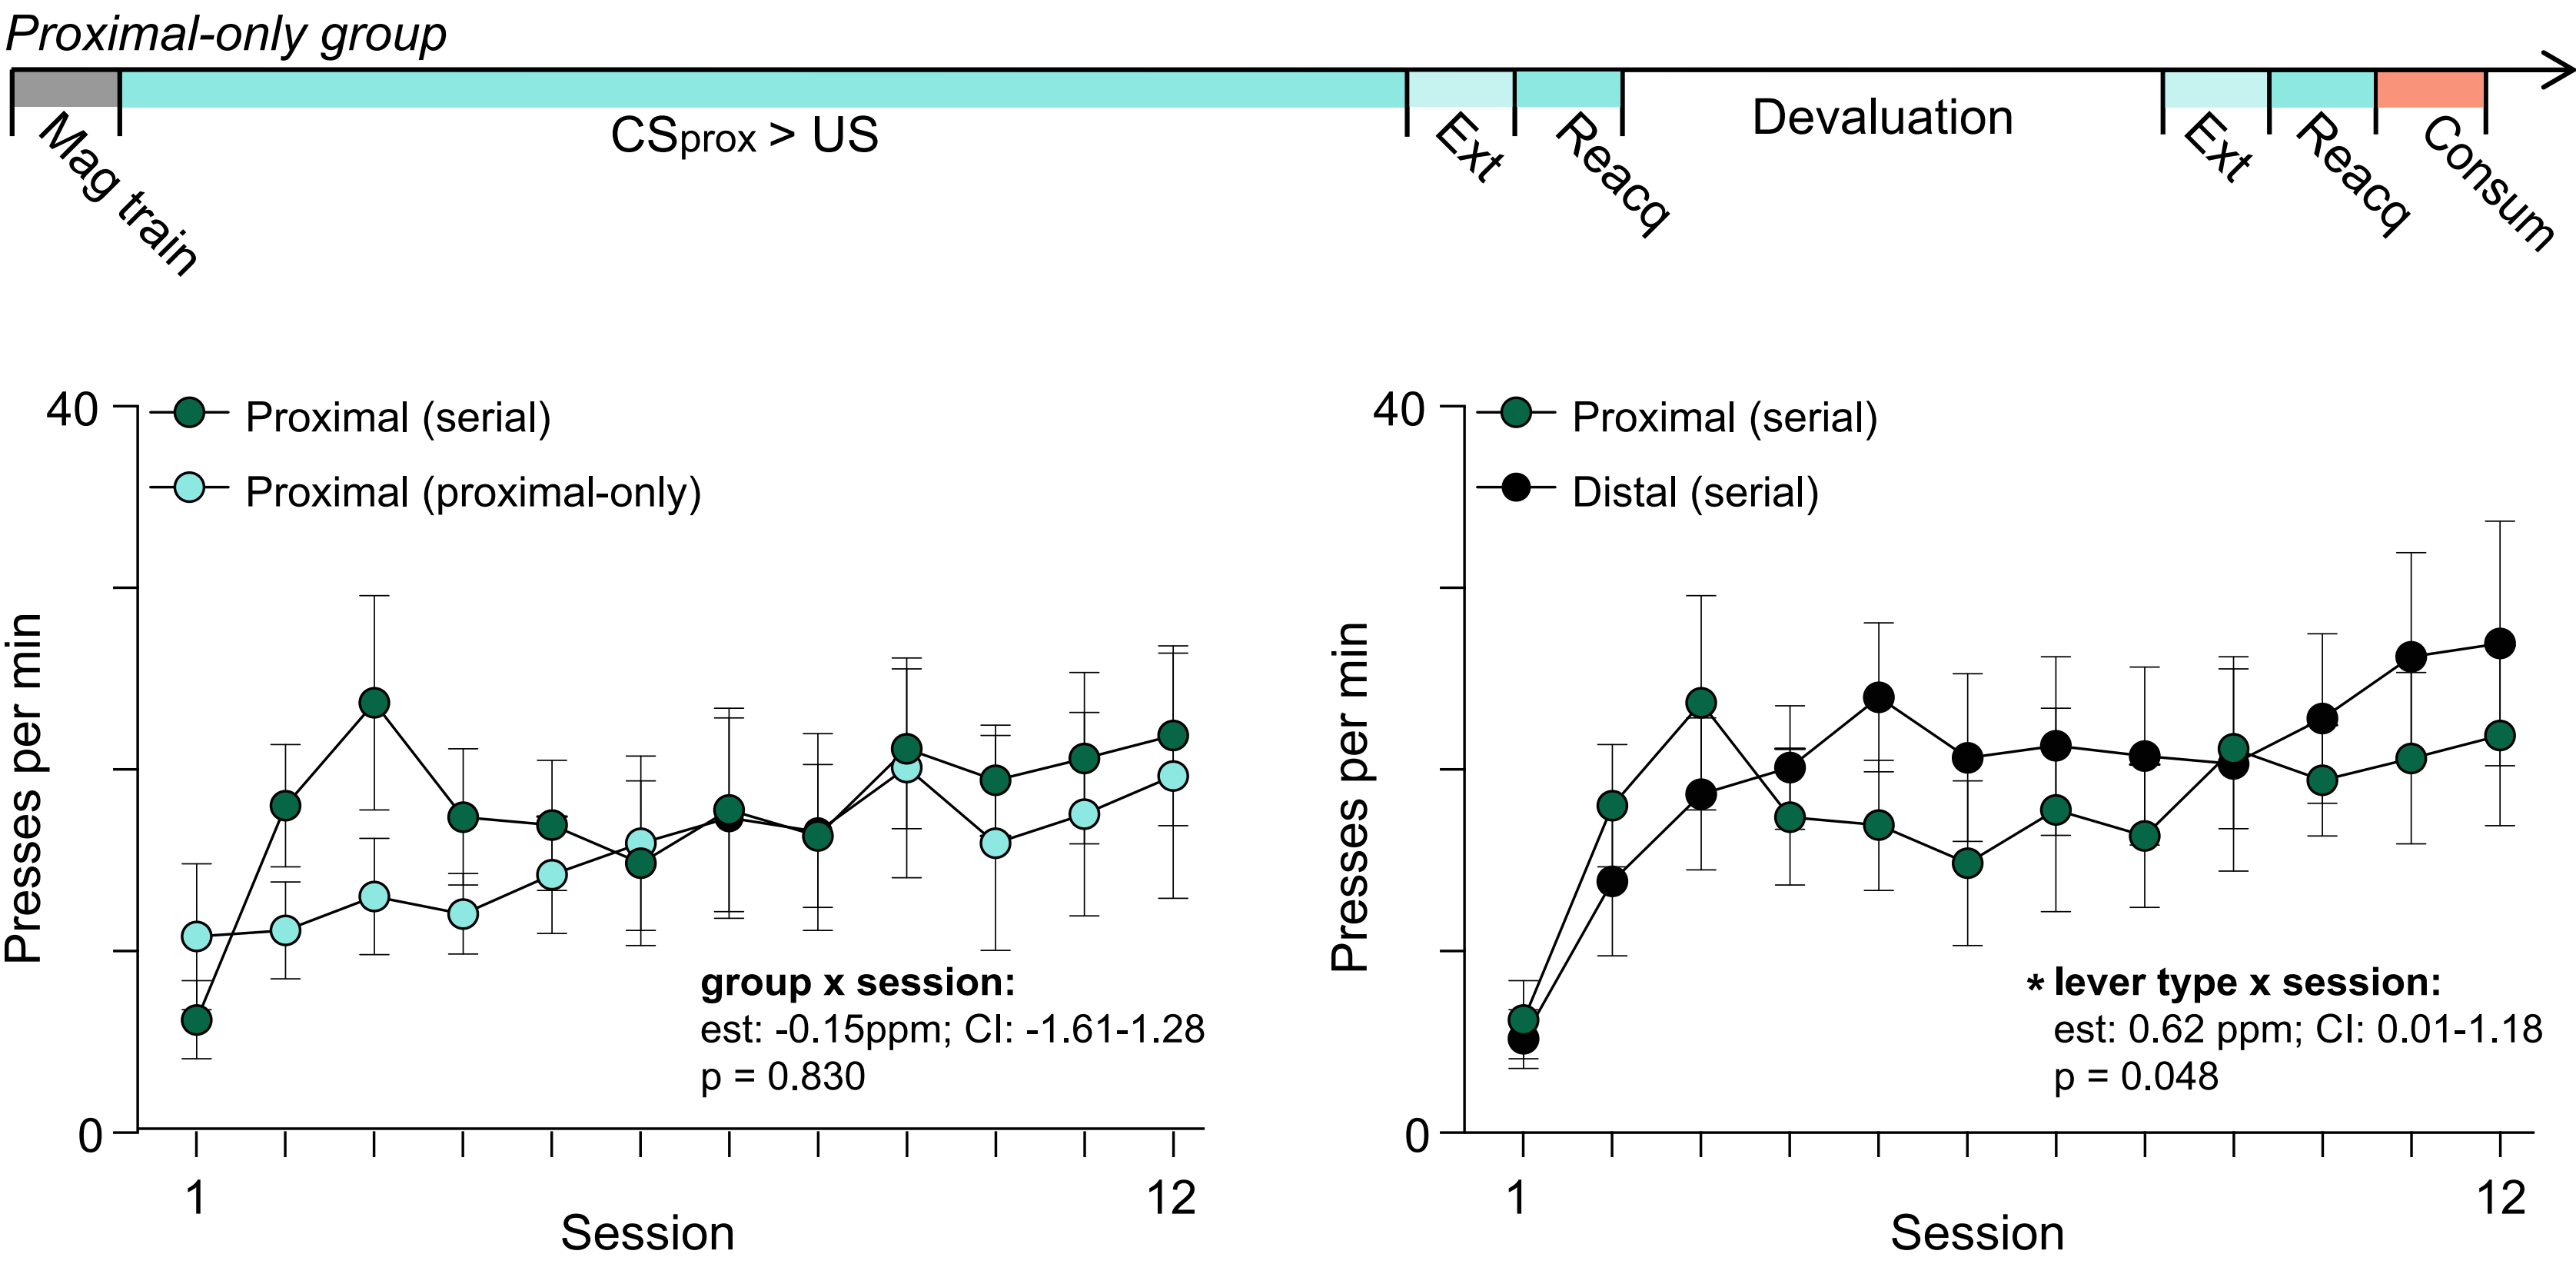 Proximal-only group
Mag train
CSprox > US
Ext
Reacq
Devaluation
Ext
Reacq
Consum
40
Proximal (serial)
Proximal (proximal-only)
Presses per min
group x session:
est: -0.15ppm; CI: -1.61-1.28
p = 0.830
0
1
12
Session
40
Proximal (serial)
Distal (serial)
Presses per min
* lever type x session:
est: 0.62 ppm; CI: 0.01-1.18
p = 0.048
0
1
12
Session